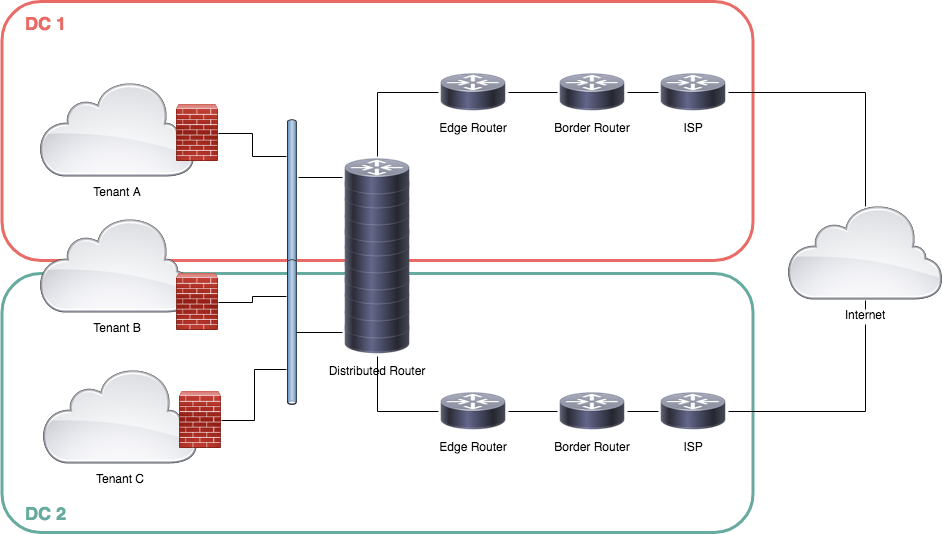 DC 1
Edge Router
Border Router
ISP
Tenant A
Tenant B
Internet
Distributed Router
Edge Router
Border Router
ISP
Tenant C
DC 2